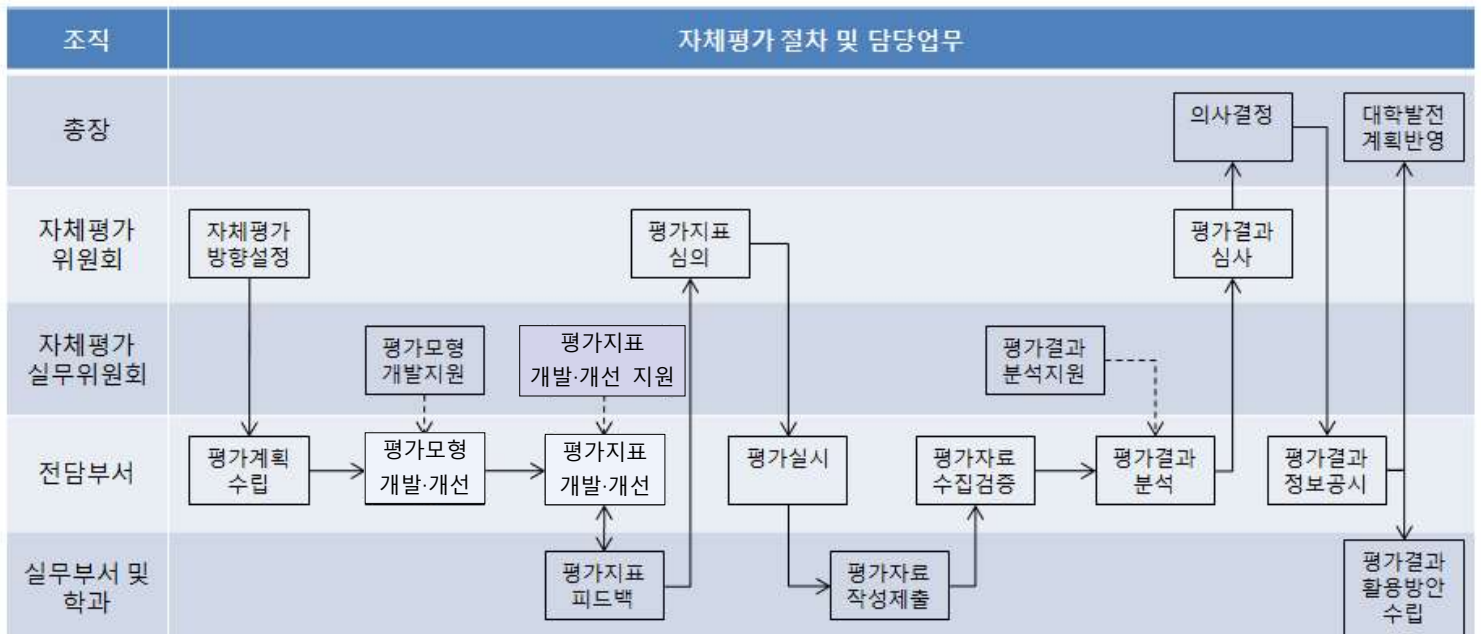 조직
자체평가 절차 및 담당업무
총장
의사결정
대학발전
계획반영
자체평가
위원회
자체평가
방향설정
평가지표
심의
평가결과
심사
자체평가
실무위원회
평가모형
개발지원
평가지표
개발·개선 지원
평가결과
분석지원
전담부서
평가계획
수립
평가모형
개발·개선
평가지표
개발·개선
평가실시
평가자료
수집검증
평가결과
분석
평가결과
정보공시
실무부서 및
학과
평가지표
피드백
평가자료
작성제출
평가결과
활용방안
수립